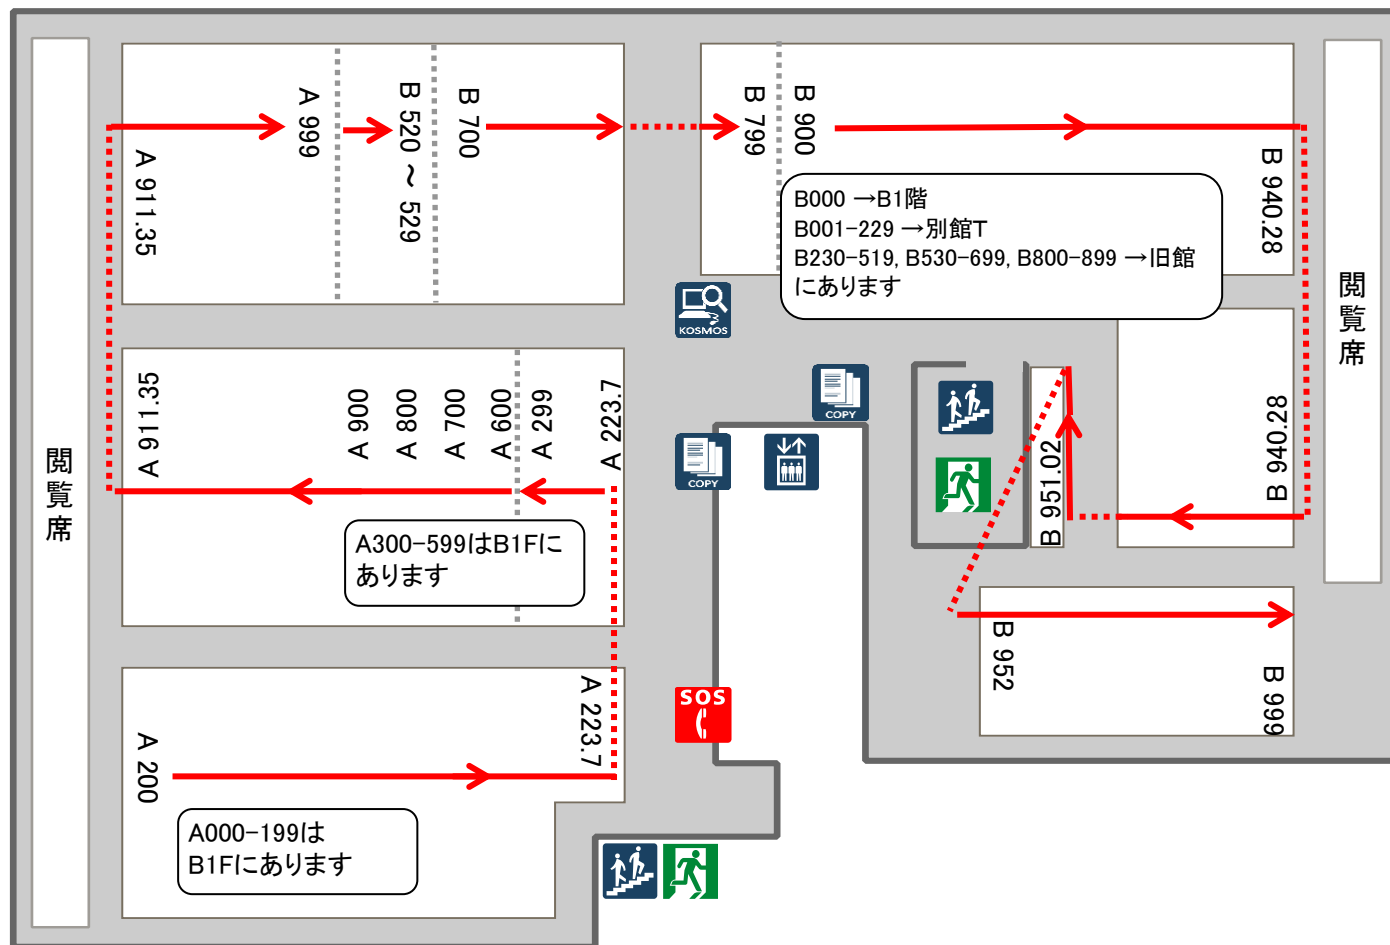 A 999
B 520 ～ 529
B 700
A 911.35
B 799
B 900
B 940.28
B000 →B1階
B001-229 →別館T
B230-519, B530-699, B800-899 →旧館
にあります
閲覧席
KOSMOS
COPY
COPY
A 911.35
A 900
A 800
A 700
A 600
A 299
A 223.7
A300-599はB1Fに
あります
閲覧席
B 951.02
B 940.28
B 952
B 999
SOS
A 200
A 223.7
A000-199は
B1Fにあります